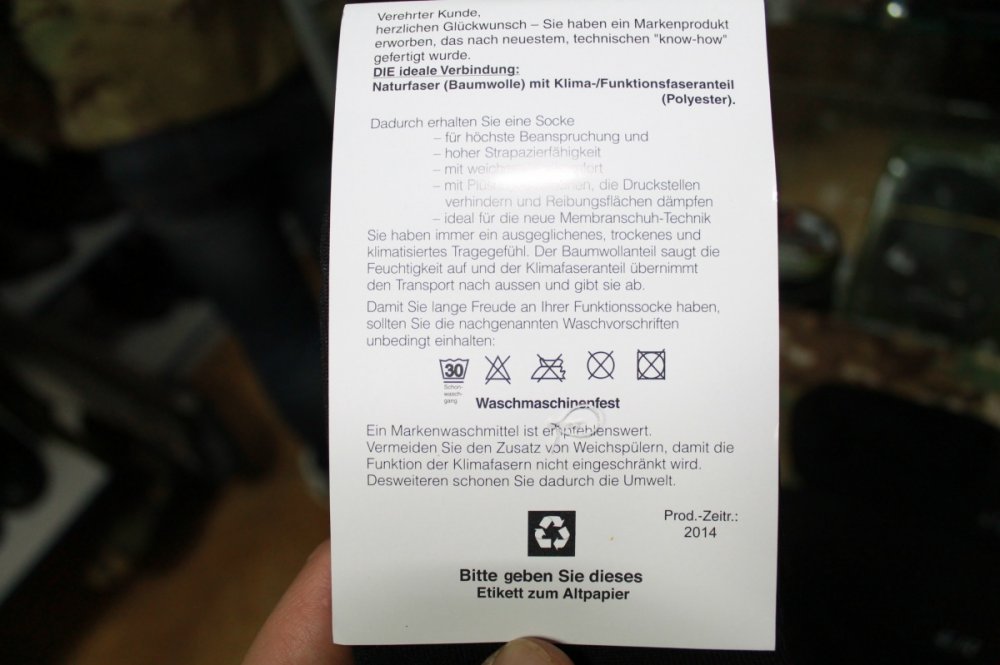 Verehrter Kunde,
herzlichen Glückwunsch – Sie haben ein Markenprodukt
erworben, das nach neuestem, technischen "know-how"
gefertigt wurde.
DIE ideale Verbindung:
Naturfaser (Baumwolle) mit Klima-/Funktionsfaseranteil
(Polyester).
Dadurch erhalten Sie eine Socke
– für höchste Beanspruchung und
– hoher Strapazierfähigkeit
– mit
– mit die Druckstellen
verhindern und Reibungsflächen dämpfen
– ideal für die neue Membranschuh-Technik
Sie haben immer ein ausgeglichenes, trockenes und
klimatisiertes Tragegefühl. Der Baumwollanteil saugt die
Feuchtigkeit auf und der Klimafaseranteil übernimmt
den Transport nach aussen und gibt sie ab.
Damit Sie lange Freude an Ihrer Funktionssocke haben,
sollten Sie die nachgenannten Waschvorschriften
unbedingt einhalten:
30
Schon-
wasch-
gang
Waschmaschinenfest
Ein Markenwaschmittel ist empfehlenswert.
Vermeiden Sie den Zusatz von Weichspülern, damit die
Funktion der Klimafasern nicht eingeschränkt wird.
Desweiteren schonen Sie dadurch die Umwelt.
Prod.-Zeitr.:
2014
Bitte geben Sie dieses
Etikett zum Altpapier